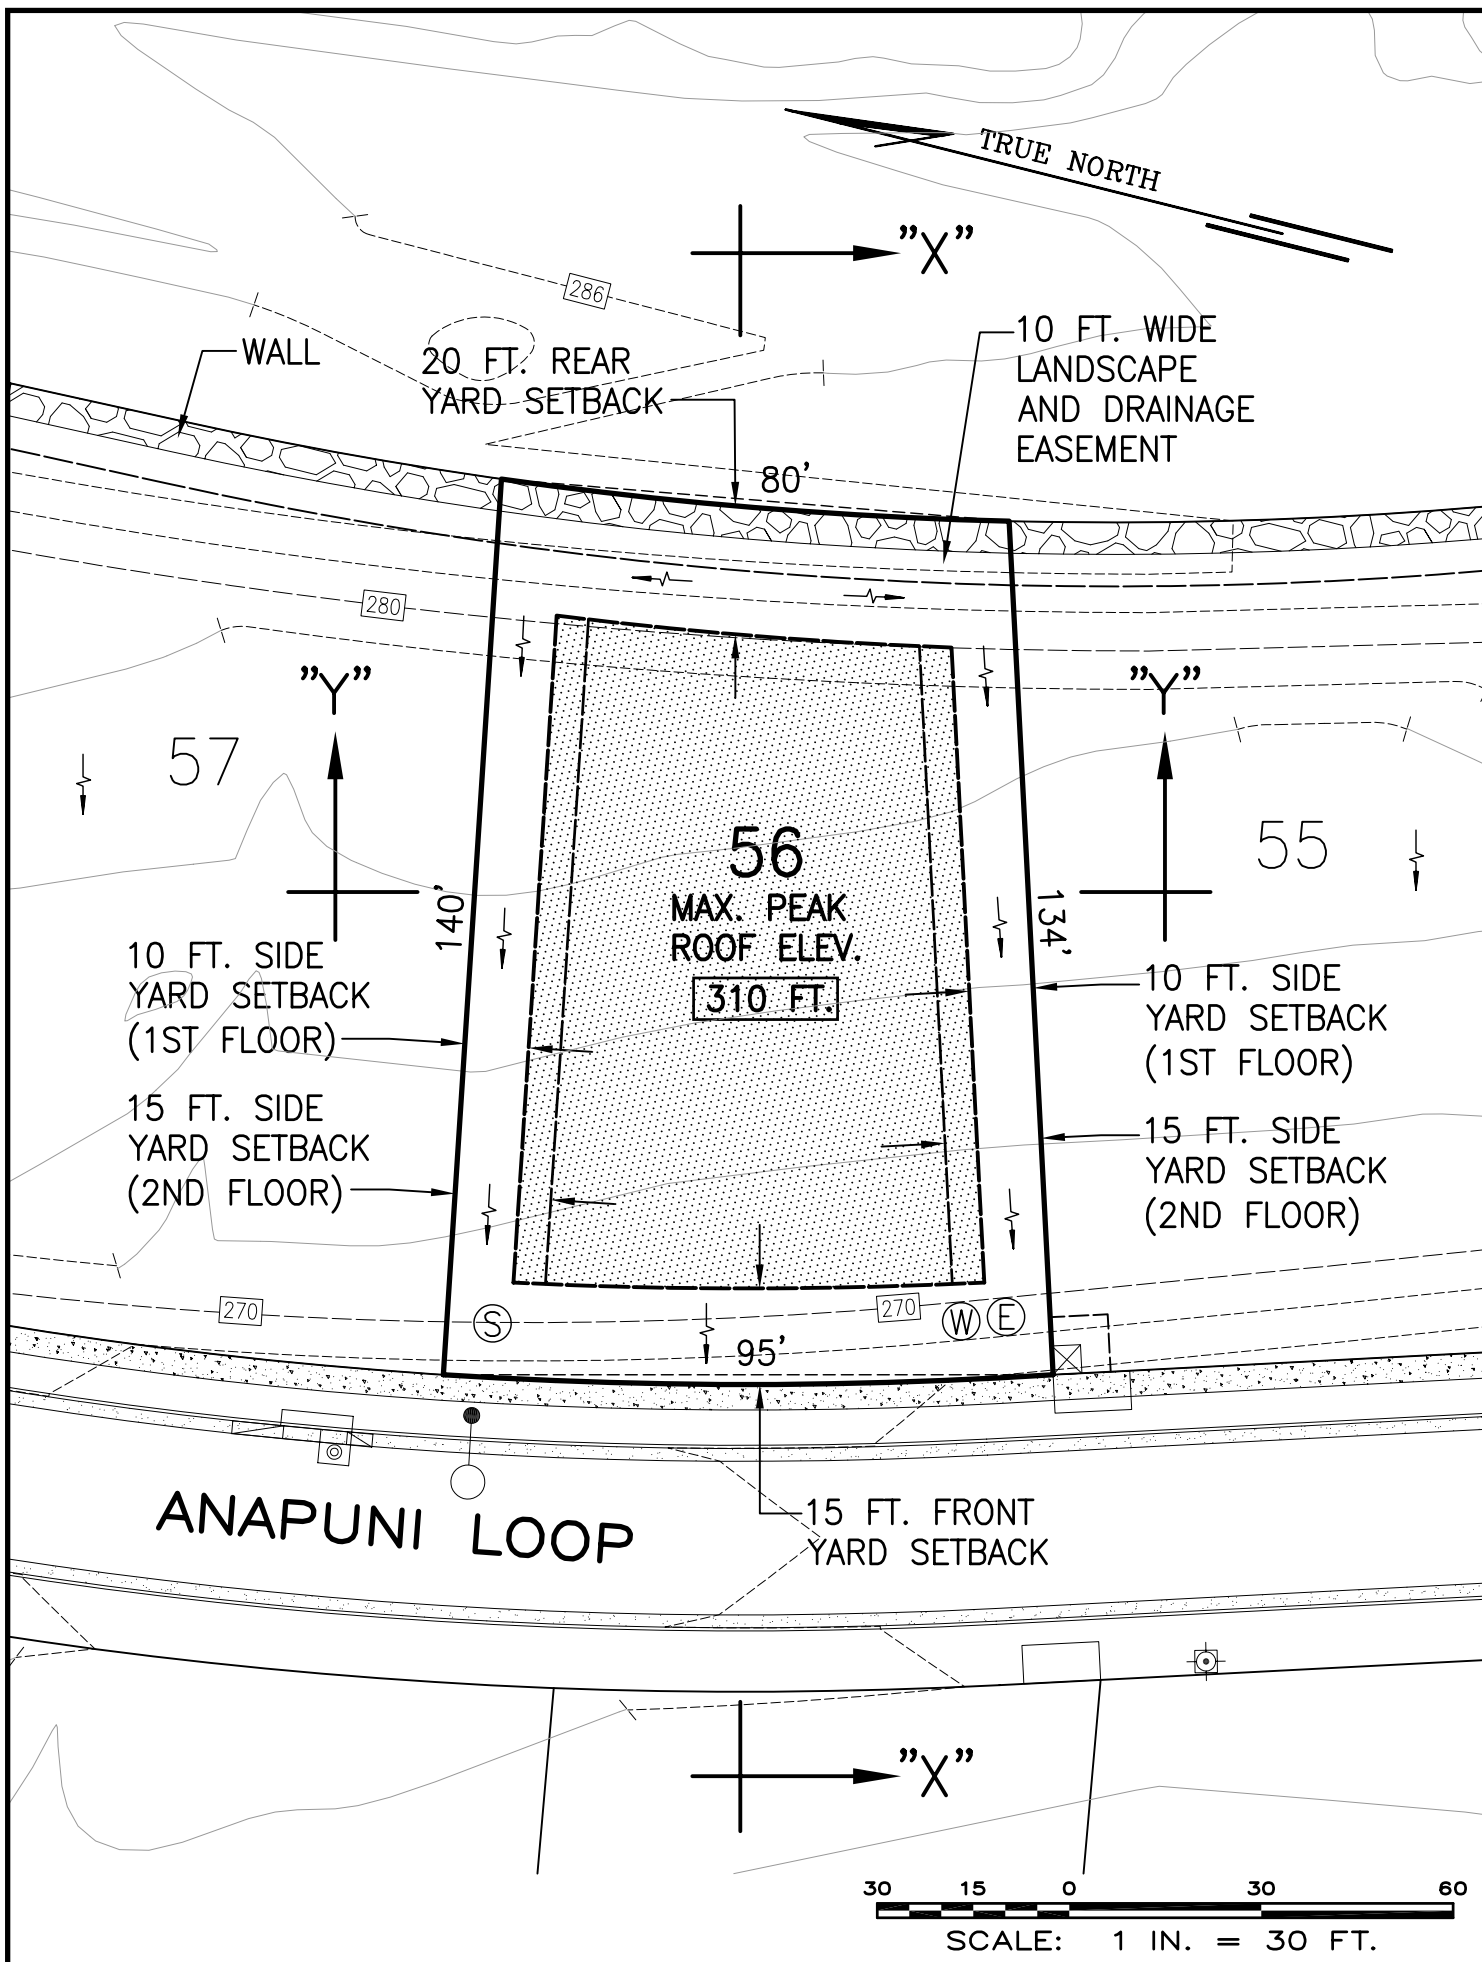 TRUE NORTH
"X"
286
WALL
20 FT. REAR
YARD SETBACK
10 FT. WIDE
LANDSCAPE
AND DRAINAGE
EASEMENT
80'
280
"Y"
"Y"
57
56
55
MAX. PEAK
ROOF ELEV.
310 FT.
140'
134'
10 FT. SIDE
YARD SETBACK
(1ST FLOOR)
15 FT. SIDE
YARD SETBACK
(2ND FLOOR)
10 FT. SIDE
YARD SETBACK
(1ST FLOOR)
15 FT. SIDE
YARD SETBACK
(2ND FLOOR)
270
S
270
W
E
95'
ANAPUNI LOOP
15 FT. FRONT
YARD SETBACK
"X"
30 15 0 30 60
SCALE: 1 IN. = 30 FT.